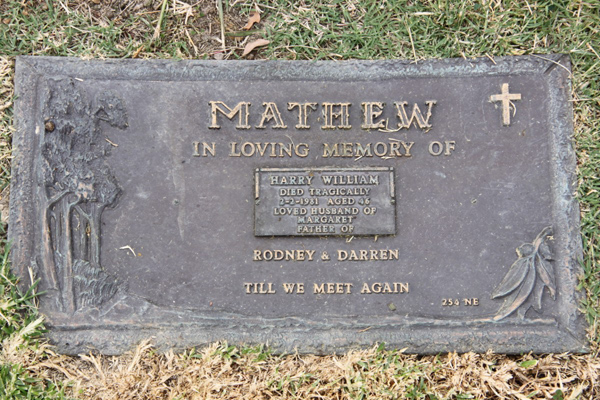 MATHEW
IN LOVING MEMORY OF
HARRY WILLIAM
DIED TRAGICALLY
2-2-1981 AGED 46
LOVED HUSBAND OF
MARGARET
FATHER OF
RODNEY & DARREN
TILL WE MEET AGAIN
254 NE